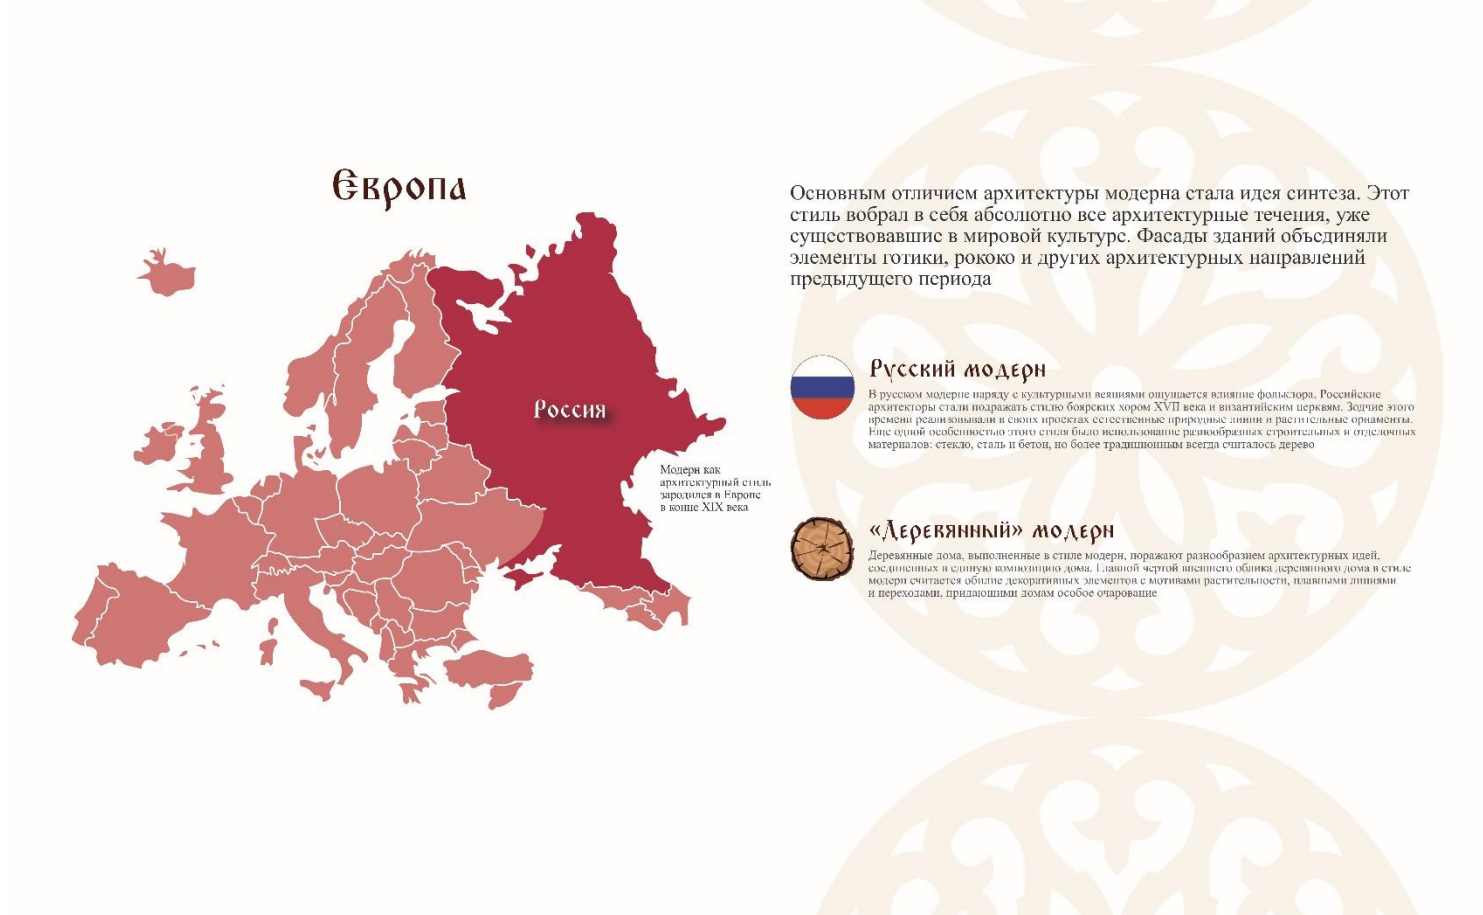 Европа
Основным отличием архитектуры модерна стала идея синтеза. Этот
стиль вобрал в себя абсолютно все архитектурные течения, уже
существовавшие в мировой культуре. Фасады зданий объединяли
элементы готики, рококо и других архитектурных направлений
предыдущего периода
Россия
Модерн как
архитектурный стиль
зародился в Европе
в конце XIX века
Русский модерн
В русском модерне наряду с культурными веяниями ощущается влияние фольклора. Российские
архитекторы стали подражать стилю боярских хором XVII века и византийским церквям. Зодчие этого
времени реализовывали в своих проектах естественные природные линии и растительные орнаменты.
Еще одной особенностью этого стиля было использование разнообразных строительных и отделочных
материалов: стекло, сталь и бетон, но более традиционным всегда считалось дерево
«Деревянный» модерн
Деревянные дома, выполненные в стиле модерн, поражают разнообразием архитектурных идей,
соединенных в единую композицию дома. Главной чертой внешнего облика деревянного дома в стиле
модерн считается обилие декоративных элементов с мотивами растительности, плавными линиями
и переходами, придающими домам особое очарование